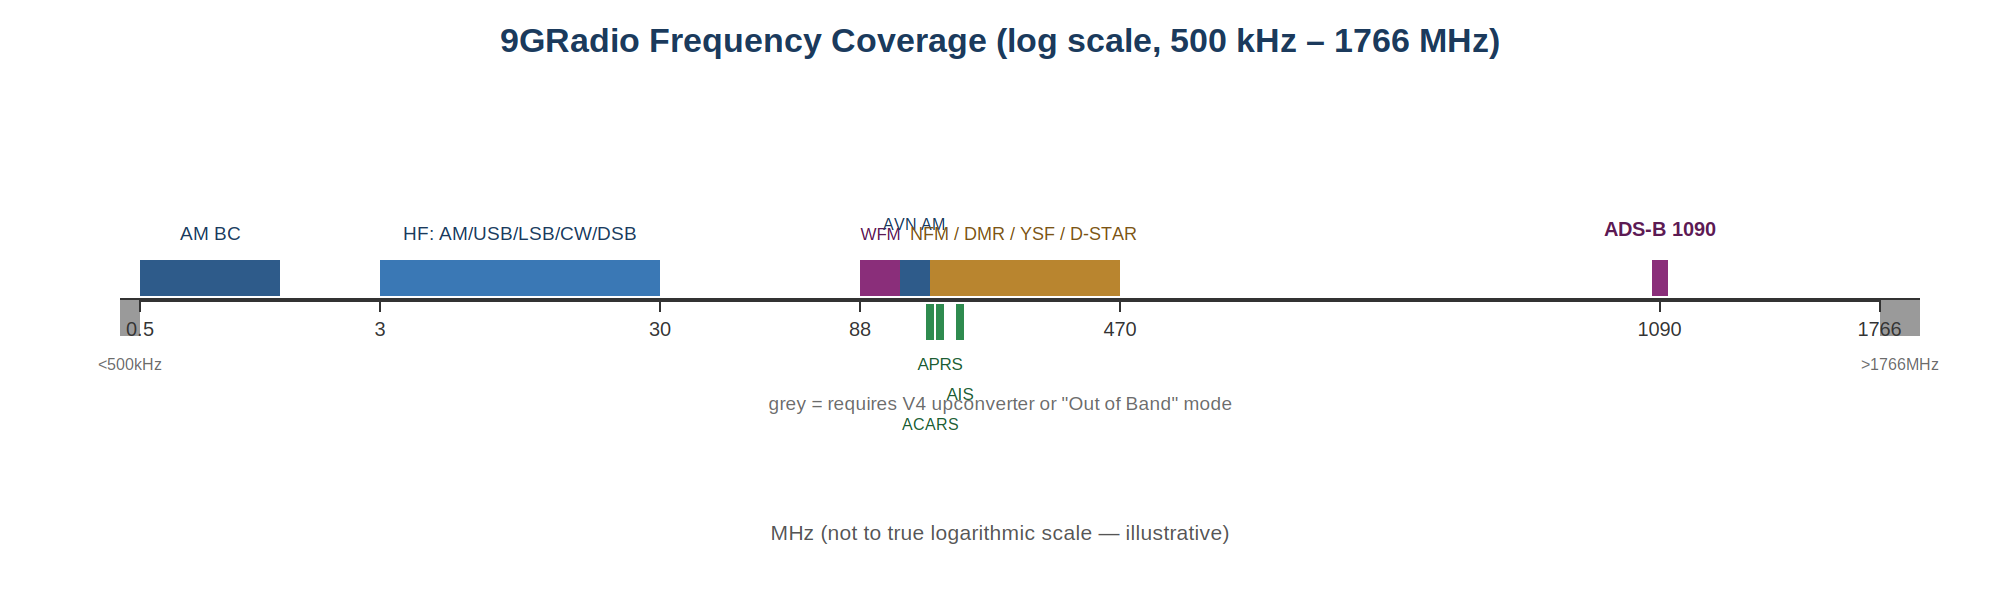 9GRadio Frequency Coverage (log scale, 500 kHz – 1766 MHz)
AVN AM
AM BC
HF: AM/USB/LSB/CW/DSB
WFM
NFM / DMR / YSF / D-STAR
ADS-B 1090
0.5
3
30
88
470
1090
1766
<500kHz
APRS
>1766MHz
AIS
grey = requires V4 upconverter or "Out of Band" mode
ACARS
MHz (not to true logarithmic scale — illustrative)